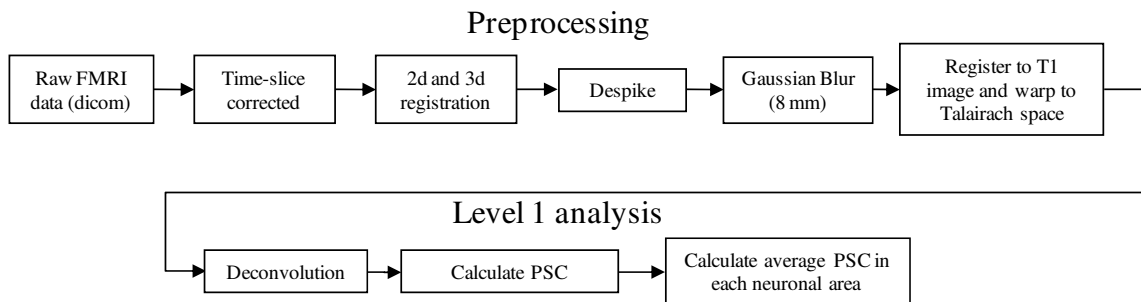 Preprocessing
Raw FMRI
data (dicom)
Time-slice
corrected
2d and 3d
registration
Despike
Gaussian Blur
(8 mm)
Register to T1
image and warp to
Talairach space
Level 1 analysis
Deconvolution
Calculate PSC
Calculate average PSC in
each neuronal area